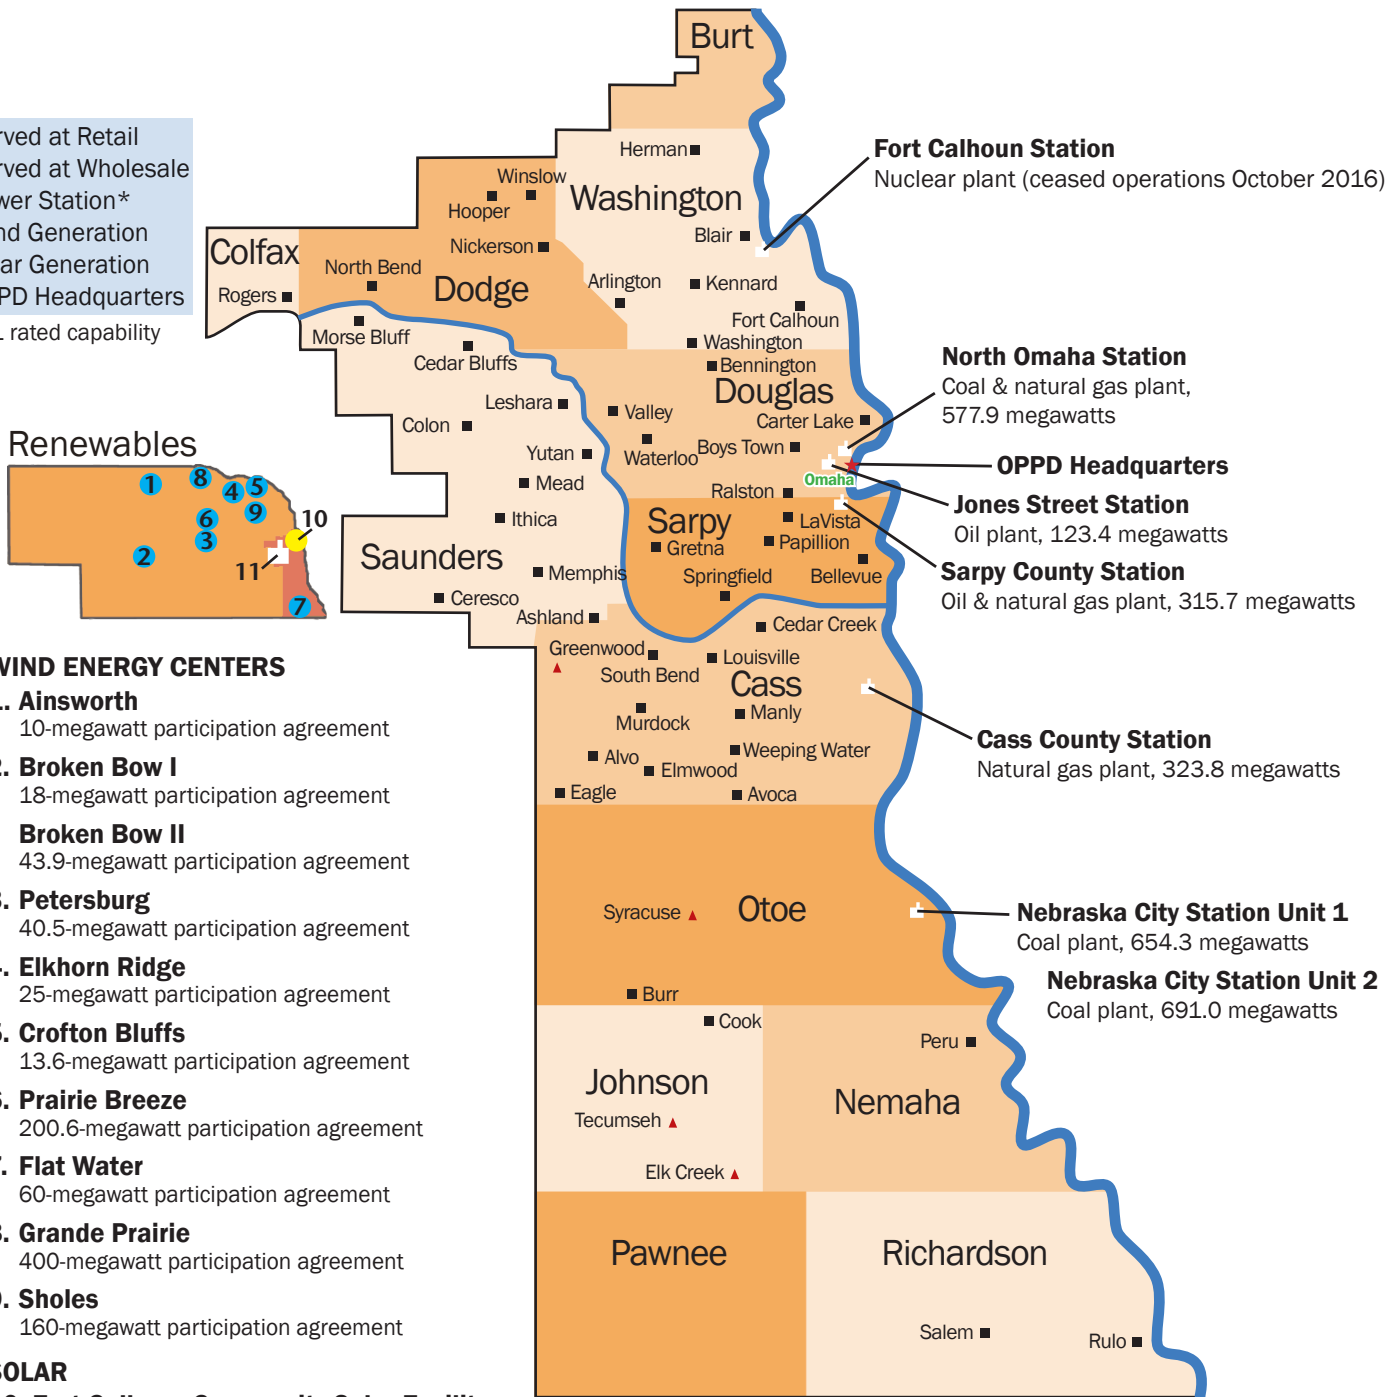 Burt
rved at Retail
rved at Wholesale
wer Station*
nd Generation
ar Generation
PD Headquarters
rated capability
Herman
Washington
Winslow
Hooper
Nickerson
Blair
Colfax
Rogers
North Bend
Dodge
Arlington
Kennard
Fort Calhoun
Washington
Morse Bluff
Cedar Bluffs
Bennington
Douglas
Leshara
Valley
Carter Lake
Colon
Waterloo
Boys Town
Yutan
Omaha
Mead
Ralston
Ithica
Sarpy
LaVista
Gretna
Papillion
Saunders
Memphis
Springfield
Bellevue
Ceresco
Ashland
Cedar Creek
Greenwood
Louisville
South Bend
Cass
Murdock
Manly
Alvo
Weeping Water
Elmwood
Eagle
Avoca
Syracuse
Otoe
Burr
Cook
Peru
Johnson
Nemaha
Tecumseh
Elk Creek
Pawnee
Richardson
Salem
Rulo
Fort Calhoun Station
Nuclear plant (ceased operations October 2016)
North Omaha Station
Coal & natural gas plant,
577.9 megawatts
OPPD Headquarters
Jones Street Station
Oil plant, 123.4 megawatts
Sarpy County Station
Oil & natural gas plant, 315.7 megawatts
Cass County Station
Natural gas plant, 323.8 megawatts
Nebraska City Station Unit 1
Coal plant, 654.3 megawatts
Nebraska City Station Unit 2
Coal plant, 691.0 megawatts
Renewables
1
8
4
5
6
9
3
10
2
11
7
WIND ENERGY CENTERS
. Ainsworth
10-megawatt participation agreement
. Broken Bow I
18-megawatt participation agreement
Broken Bow II
43.9-megawatt participation agreement
. Petersburg
40.5-megawatt participation agreement
. Elkhorn Ridge
25-megawatt participation agreement
. Crofton Bluffs
13.6-megawatt participation agreement
. Prairie Breeze
200.6-megawatt participation agreement
. Flat Water
60-megawatt participation agreement
. Grande Prairie
400-megawatt participation agreement
. Sholes
160-megawatt participation agreement
SOLAR